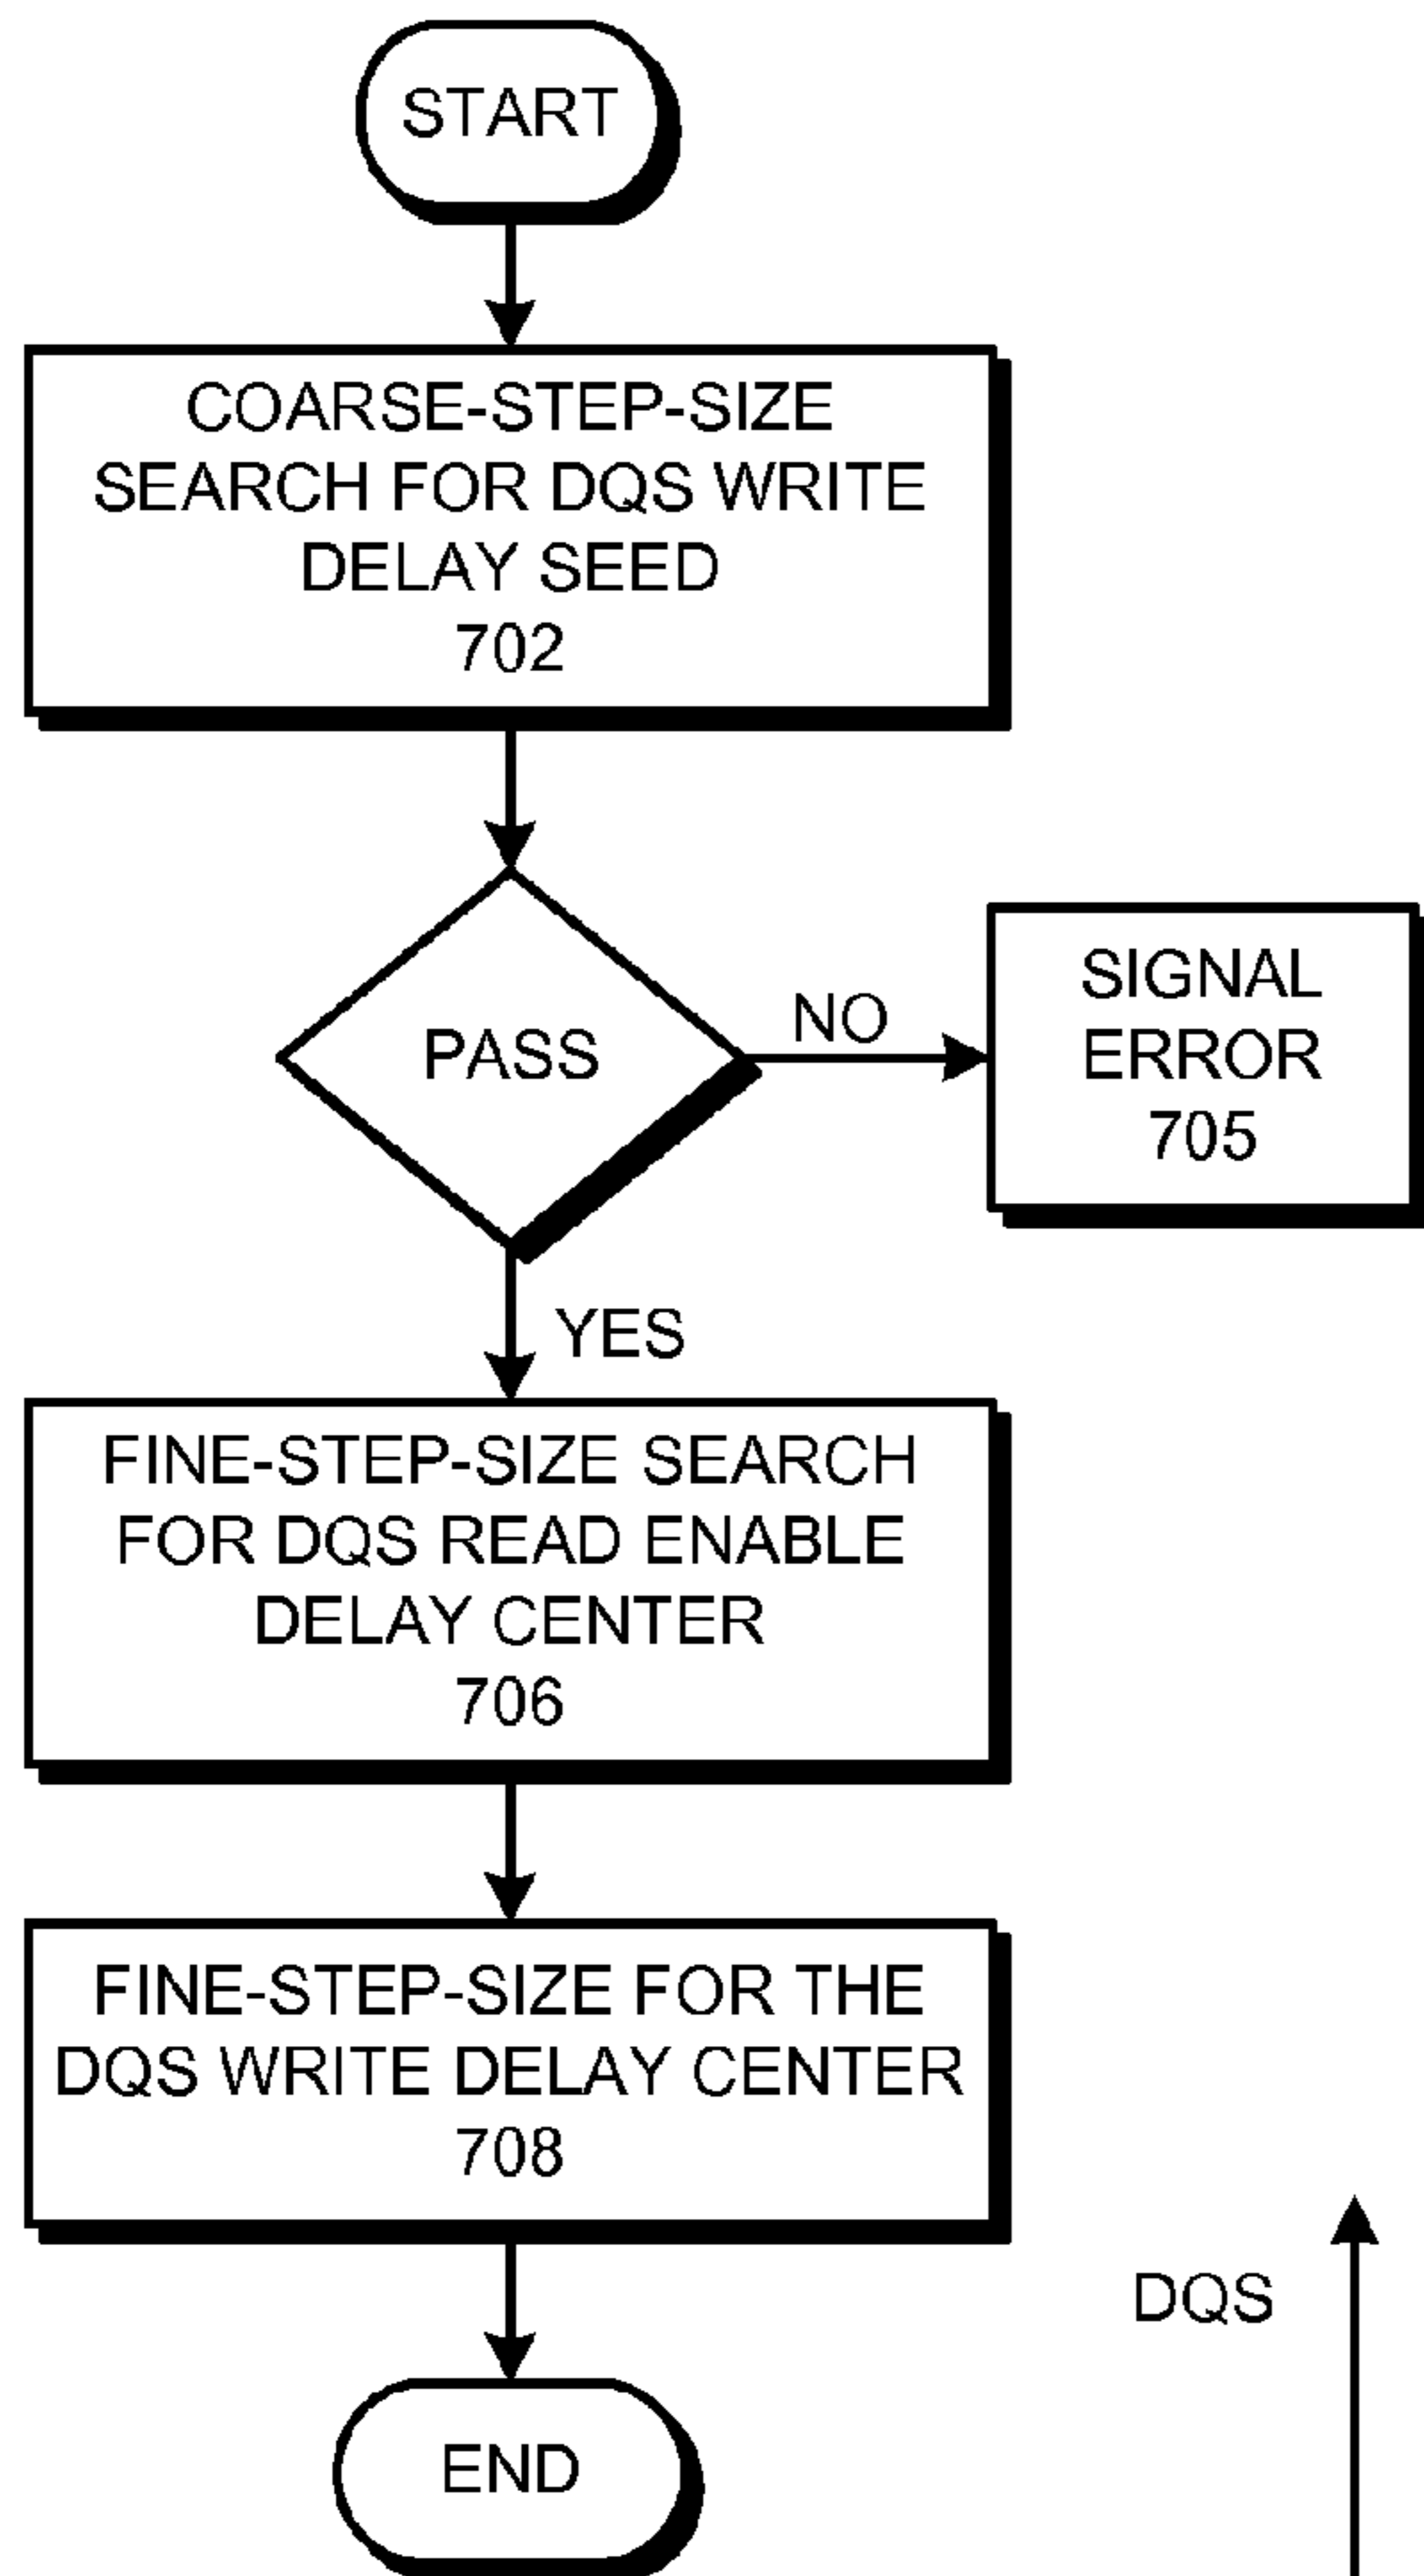 START
COARSE-STEP-SIZE
SEARCH FOR DQS WRITE
DELAY SEED
702
PASS
NO
SIGNAL
ERROR
705
YES
FINE-STEP-SIZE SEARCH
FOR DQS READ ENABLE
DELAY CENTER
706
FINE-STEP-SIZE FOR THE
DQS WRITE DELAY CENTER
708
DQS
END